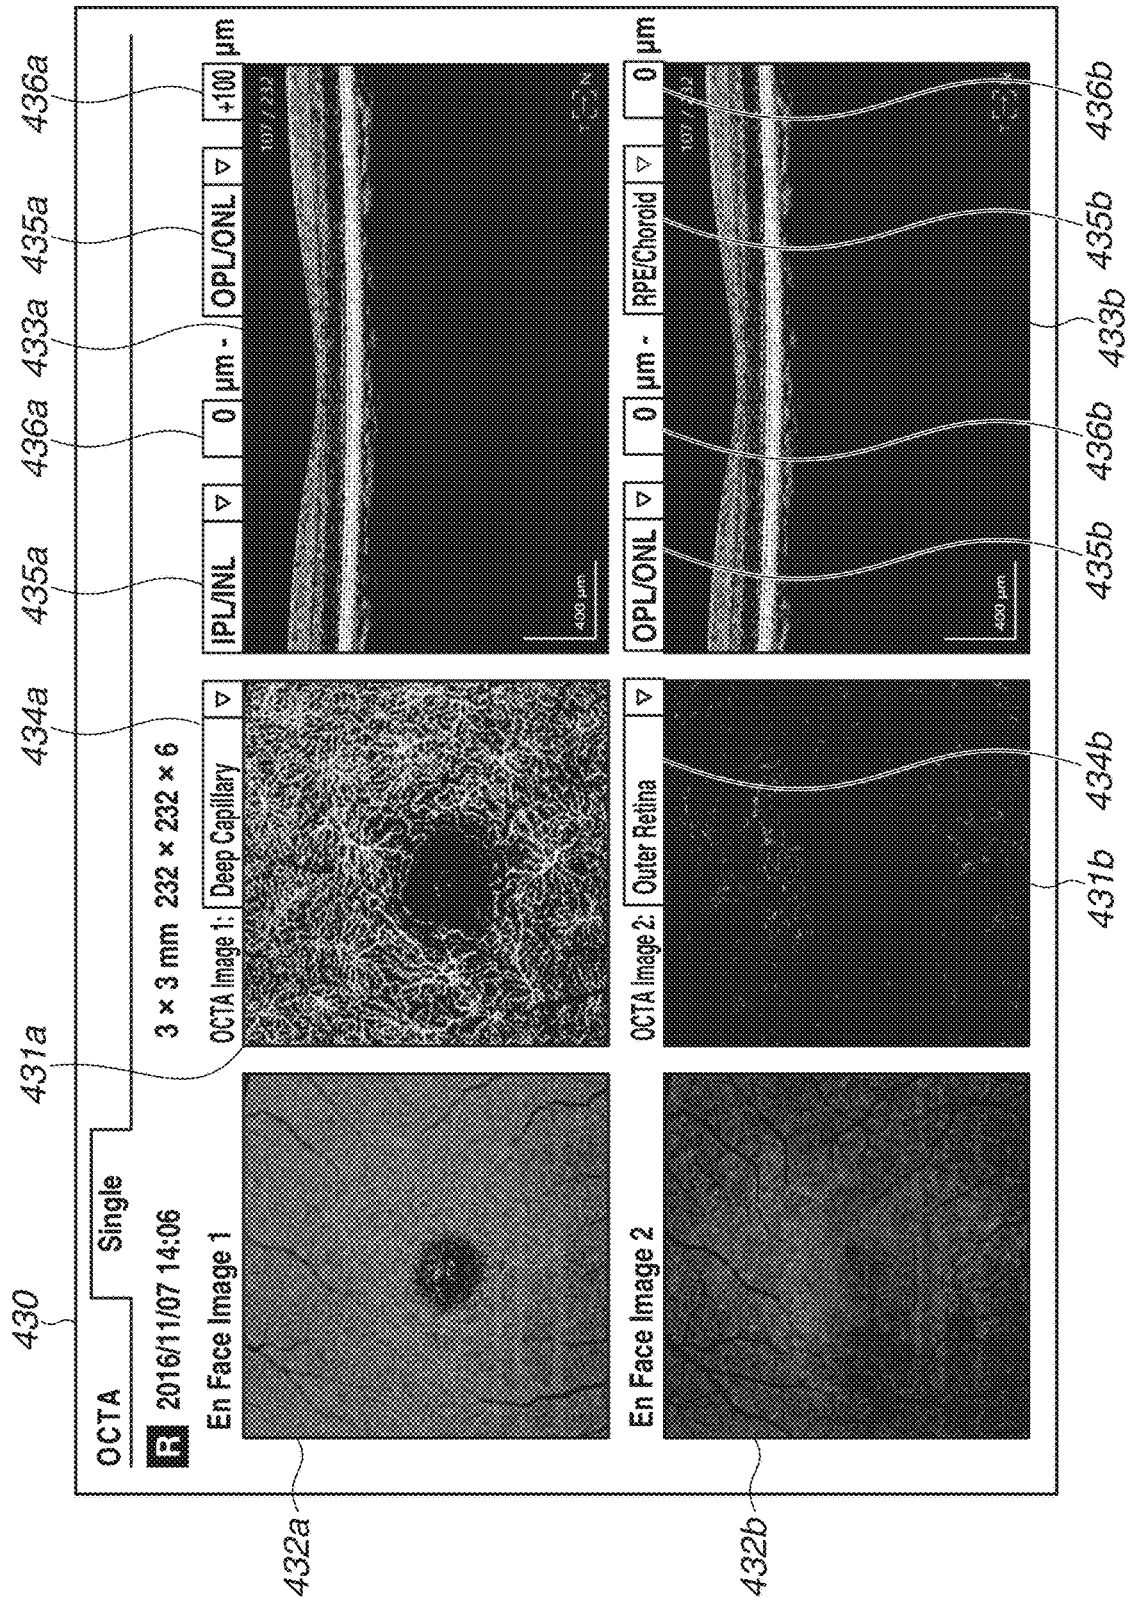 430
OCTA
Single
R 2016/11/07 14:06
3 × 3 mm 232 × 232 × 6
431a
434a
435a
436a
433a
435a
436a
En Face Image 1
OCTA Image 1: Deep Capillary ▽
IPL/INL ▽ 0 µm - OPL/ONL ▽ +100 µm
432a
400 µm
En Face Image 2
OCTA Image 2: Outer Retina ▽
OPL/ONL ▽ 0 µm - RPE/Choroid ▽ 0 µm
432b
400 µm
431b
434b
435b
436b
433b
435b
436b